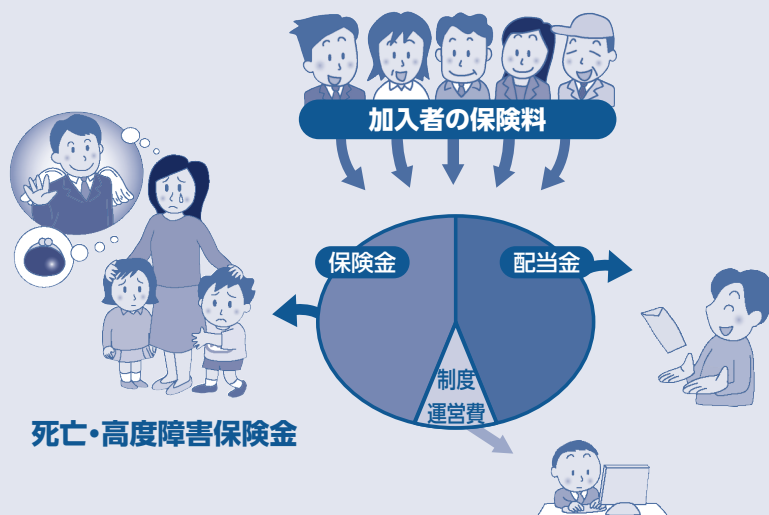 加入者の保険料
保険金
配当金
制度
運営費
死亡・高度障害保険金